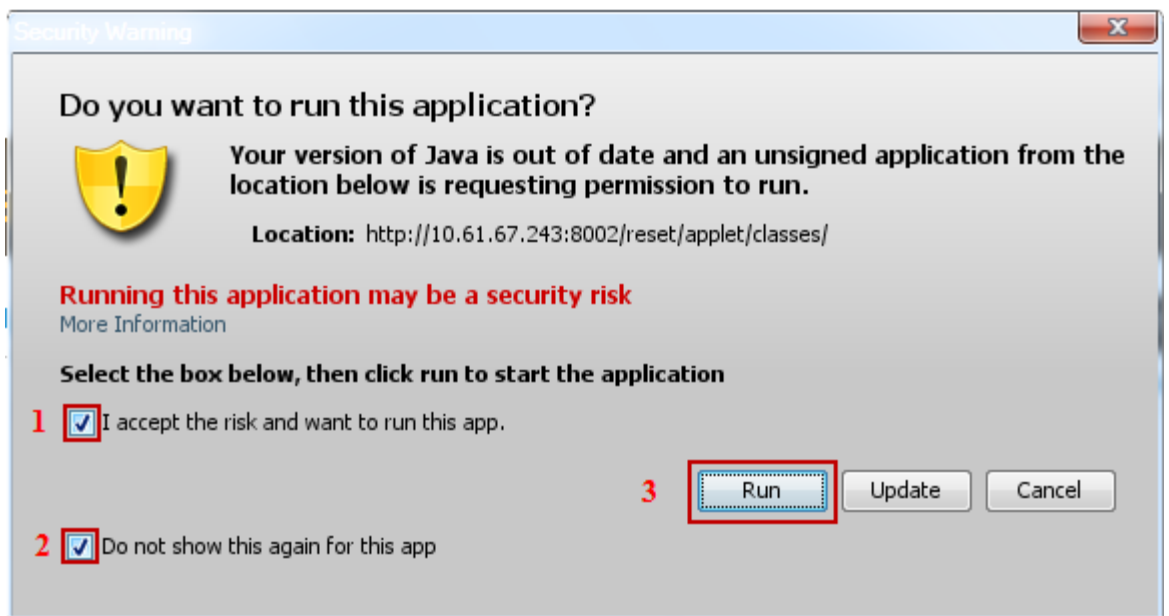 Security Warning
Do you want to run this application?
Your version of Java is out of date and an unsigned application from the
location below is requesting permission to run.
Location: http://10.61.67.243:8002/reset/applet/classes/
Running this application may be a security risk
More Information
Select the box below, then click run to start the application
1 I accept the risk and want to run this app.
3 Run Update Cancel
2 Do not show this again for this app